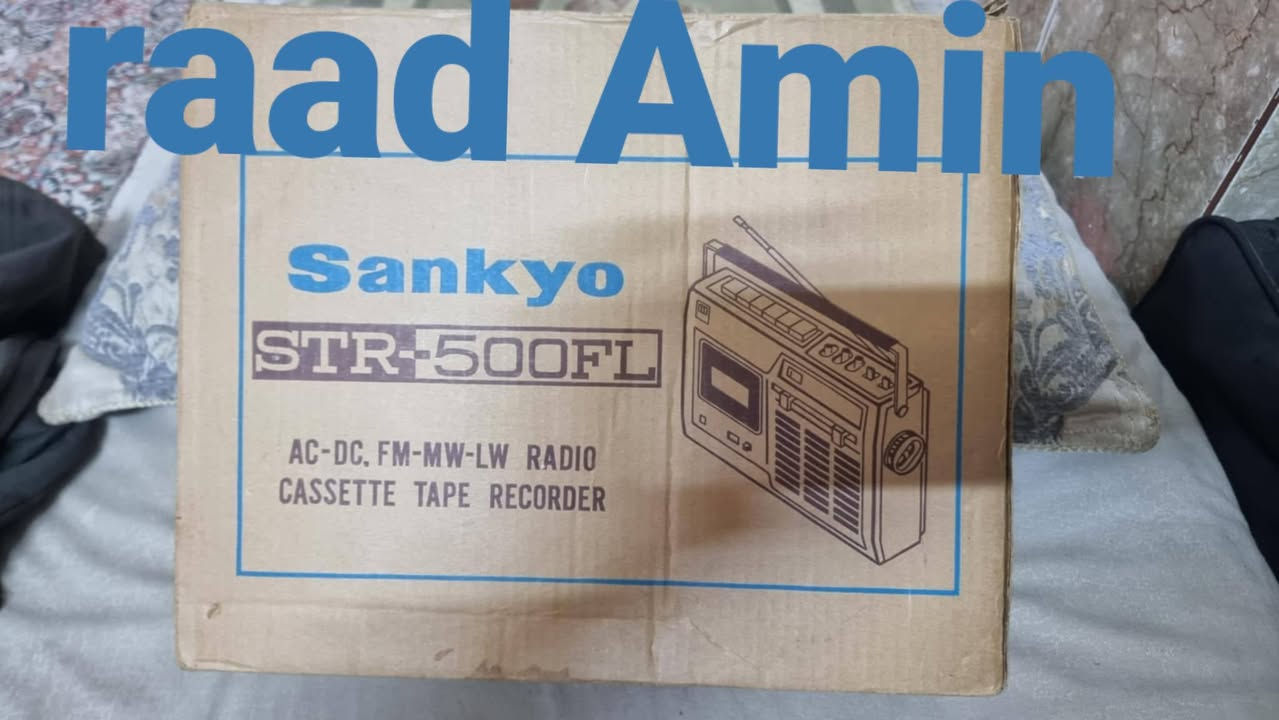 raad Amin
Sankyo
STR-500FL
AC-DC, FM-MW-LW RADIO
CASSETTE TAPE RECORDER